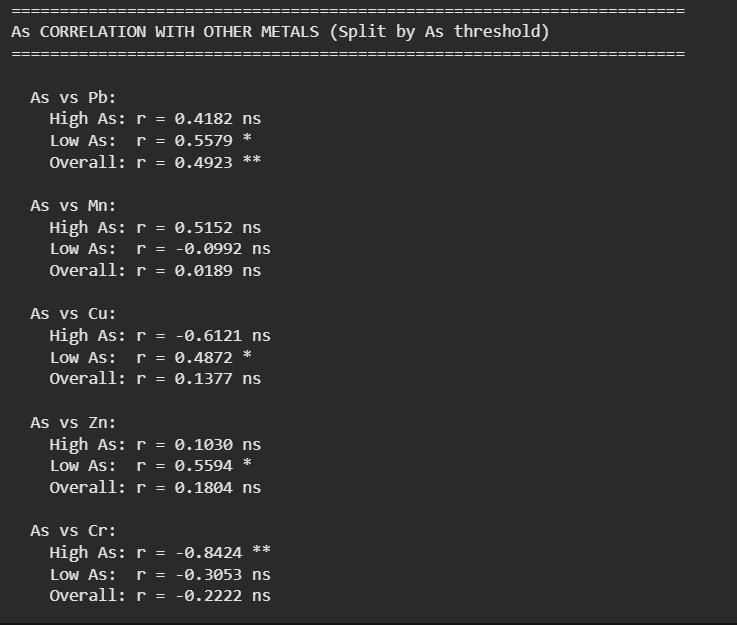 ======================================================================
As CORRELATION WITH OTHER METALS (Split by As threshold)
======================================================================
As vs Pb:
High As: r = 0.4182 ns
Low As:  r = 0.5579 *
Overall: r = 0.4923 **
As vs Mn:
High As: r = 0.5152 ns
Low As:  r = -0.0992 ns
Overall: r = 0.0189 ns
As vs Cu:
High As: r = -0.6121 ns
Low As:  r = 0.4872 *
Overall: r = 0.1377 ns
As vs Zn:
High As: r = 0.1030 ns
Low As:  r = 0.5594 *
Overall: r = 0.1804 ns
As vs Cr:
High As: r = -0.8424 **
Low As:  r = -0.3053 ns
Overall: r = -0.2222 ns